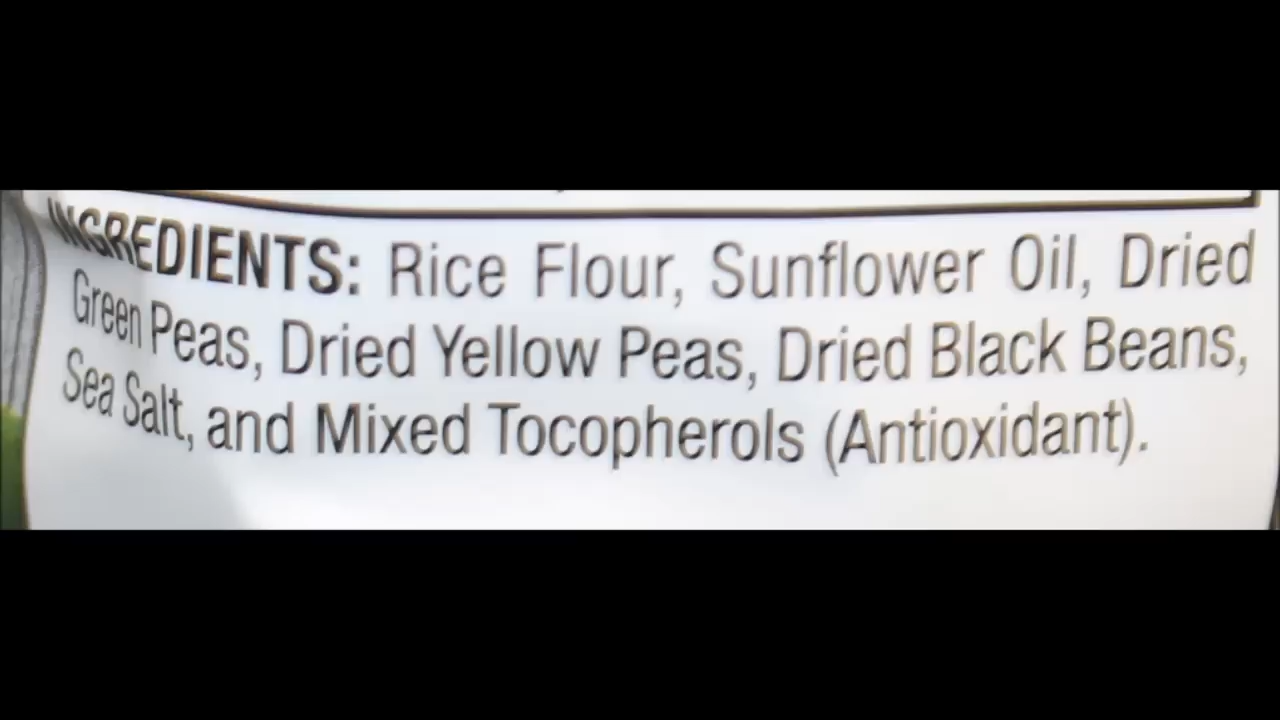 INGREDIENTS: Rice Flour, Sunflower Oil, Dried
Green Peas, Dried Yellow Peas, Dried Black Beans,
Sea Salt, and Mixed Tocopherols (Antioxidant).